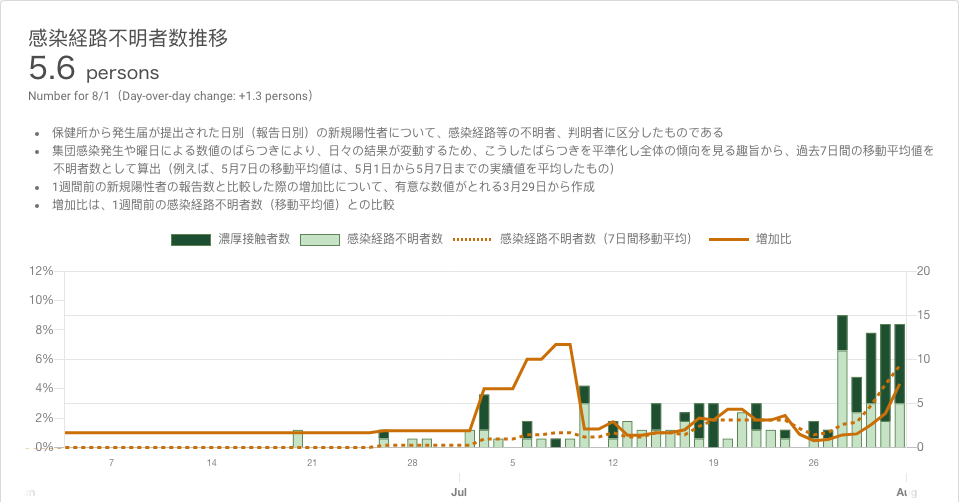 感染経路不明者数推移
5.6 persons
Number for 8/1（Day-over-day change: +1.3 persons）
• 保健所から発生届が提出された日別（報告日別）の新規陽性者について、感染経路等の不明者、判明者に区分したものである
• 集団感染発生や曜日による数値のばらつきにより、日々の結果が変動するため、こうしたばらつきを平準化し全体の傾向を見る趣旨から、過去7日間の移動平均値を
不明者数として算出（例えば、5月7日の移動平均値は、5月1日から5月7日までの実績値を平均したもの）
• 1週間前の新規陽性者の報告数と比較した際の増加比について、有意な数値がとれる3月29日から作成
• 増加比は、1週間前の感染経路不明者数（移動平均値）との比較
濃厚接触者数 感染経路不明者数 感染経路不明者数（7日間移動平均） 増加比
12% 20
10%
8% 15
6% 10
4%
2% 5
0% 0
7 14 21 28 5 12 19 26
Jul Aug